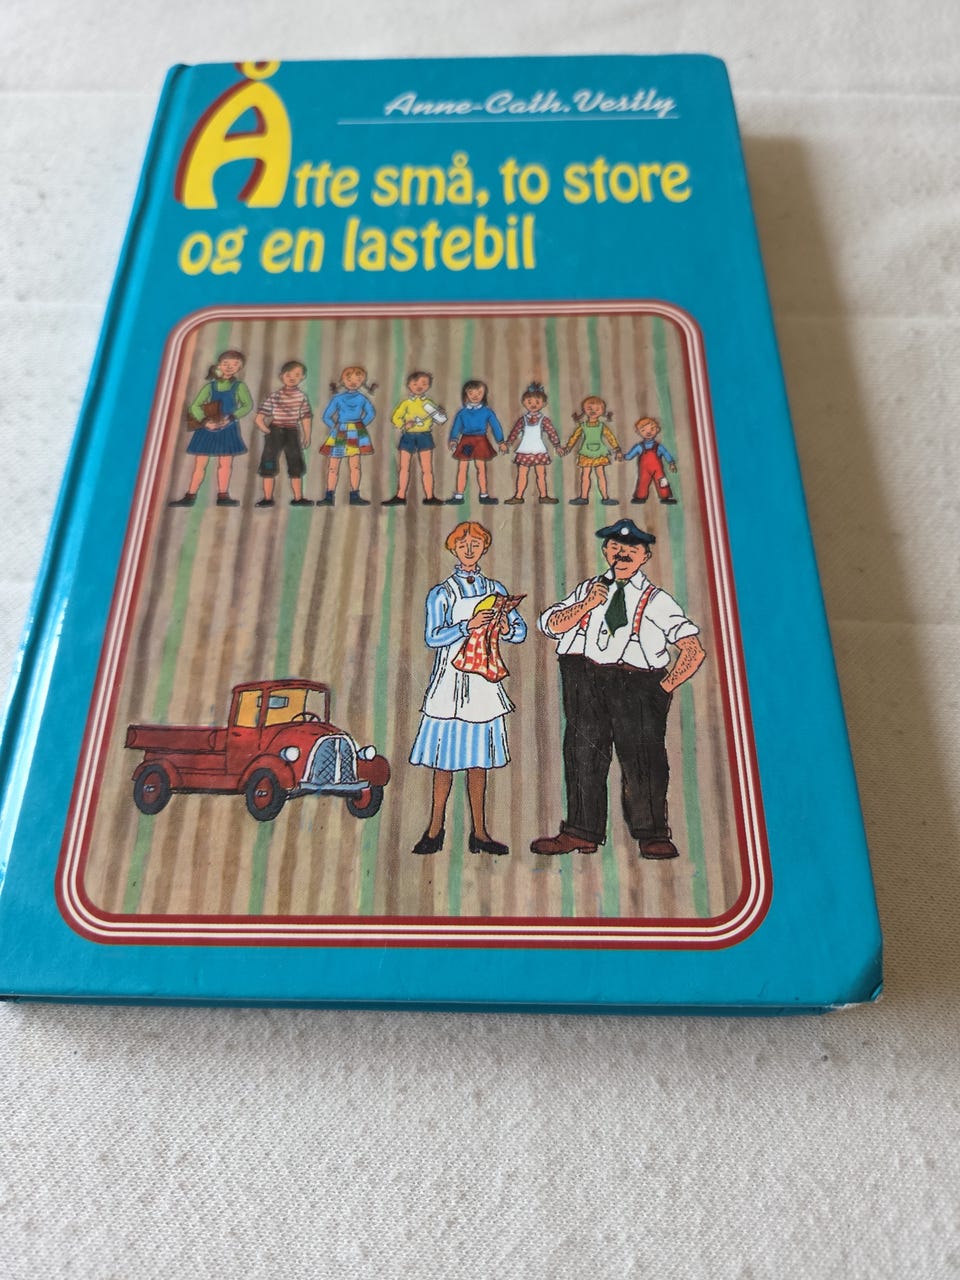 Anne-Cath. Vestly
Åtte små, to store
og en lastebil